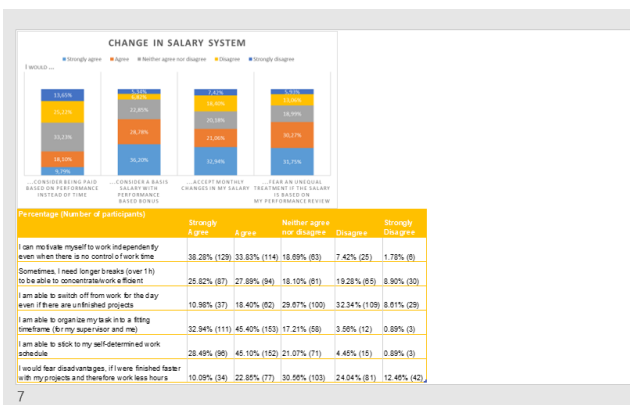 CHANGE IN SALARY SYSTEM
Strongly agree Agree Neither agree nor disagree Disagree Strongly disagree
I WOULD ...
13,65% 5,34% 7,42% 5,93%
22,85% 18,99%
28,78% 30,27%
9,79% 36,20% 32,94% 31,75%
...CONSIDER BEING PAID BASED ON PERFORMANCE INSTEAD OF TIME
...CONSIDER A BASIS SALARY WITH PERFORMANCE BASED BONUS
...ACCEPT MONTHLY CHANGES IN MY SALARY
...FEAR AN UNEQUAL TREATMENT IF THE SALARY IS BASED ON MY PERFORMANCE REVIEW
Percentage (Number of participants)
Strongly Agree Agree Neither agree nor disagree Disagree Strongly Disagree
I can motivate myself to work independently
even when there is no control of work time 38.28% (129) 33.83% (114) 18.69% (63) 7.42% (25) 1.78% (6)
Sometimes, I need longer breaks (over 1h)
to be able to concentrate/work efficient 25.82% (87) 27.89% (94) 18.10% (61) 19.28% (65) 8.90% (30)
I am able to switch off from work for the day
even if there are unfinished projects 10.98% (37) 18.40% (62) 29.67% (100) 32.34% (109) 8.61% (29)
I am able to organize my task into a fitting
timeframe (for my supervisor and me) 32.94% (111) 45.40% (153) 17.21% (58) 3.56% (12) 0.89% (3)
I am able to stick to my self-determined work
schedule 28.49% (96) 45.10% (152) 21.07% (71) 4.45% (15) 0.89% (3)
I would fear disadvantages, if I were finished faster
with my projects and therefore work less hours 10.09% (34) 22.85% (77) 30.56% (103) 24.04% (81) 12.46% (42)
7